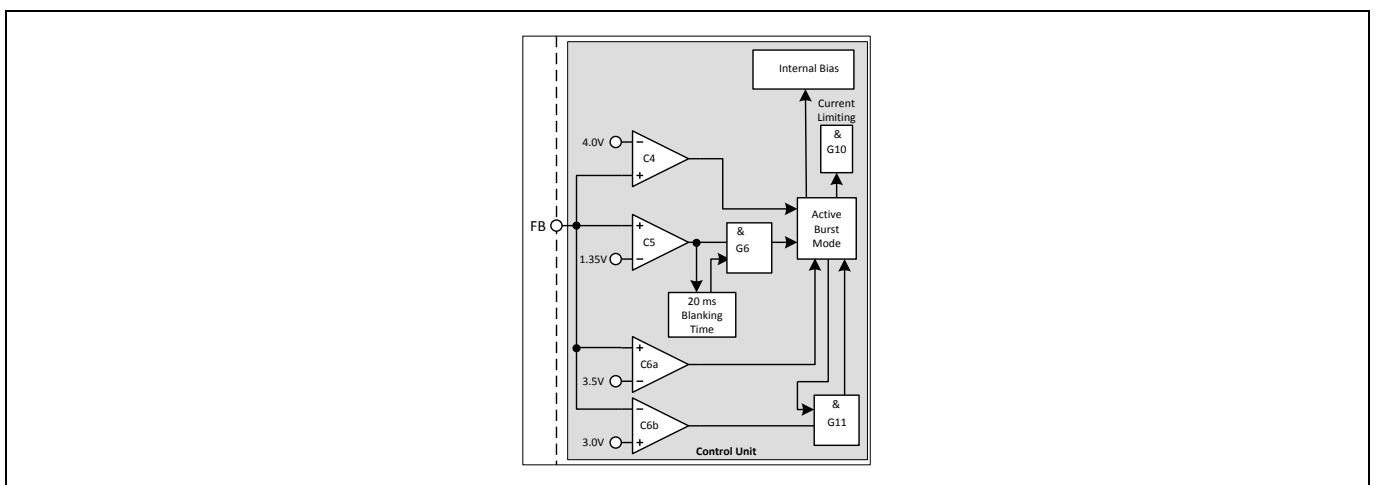 Internal Bias
Current
Limiting
&
G10
4.0V
−
C4
+
Active
Burst
Mode
FB
+
C5
−
1.35V
&
G6
20 ms
Blanking
Time
+
C6a
−
3.5V
−
C6b
+
3.0V
&
G11
Control Unit